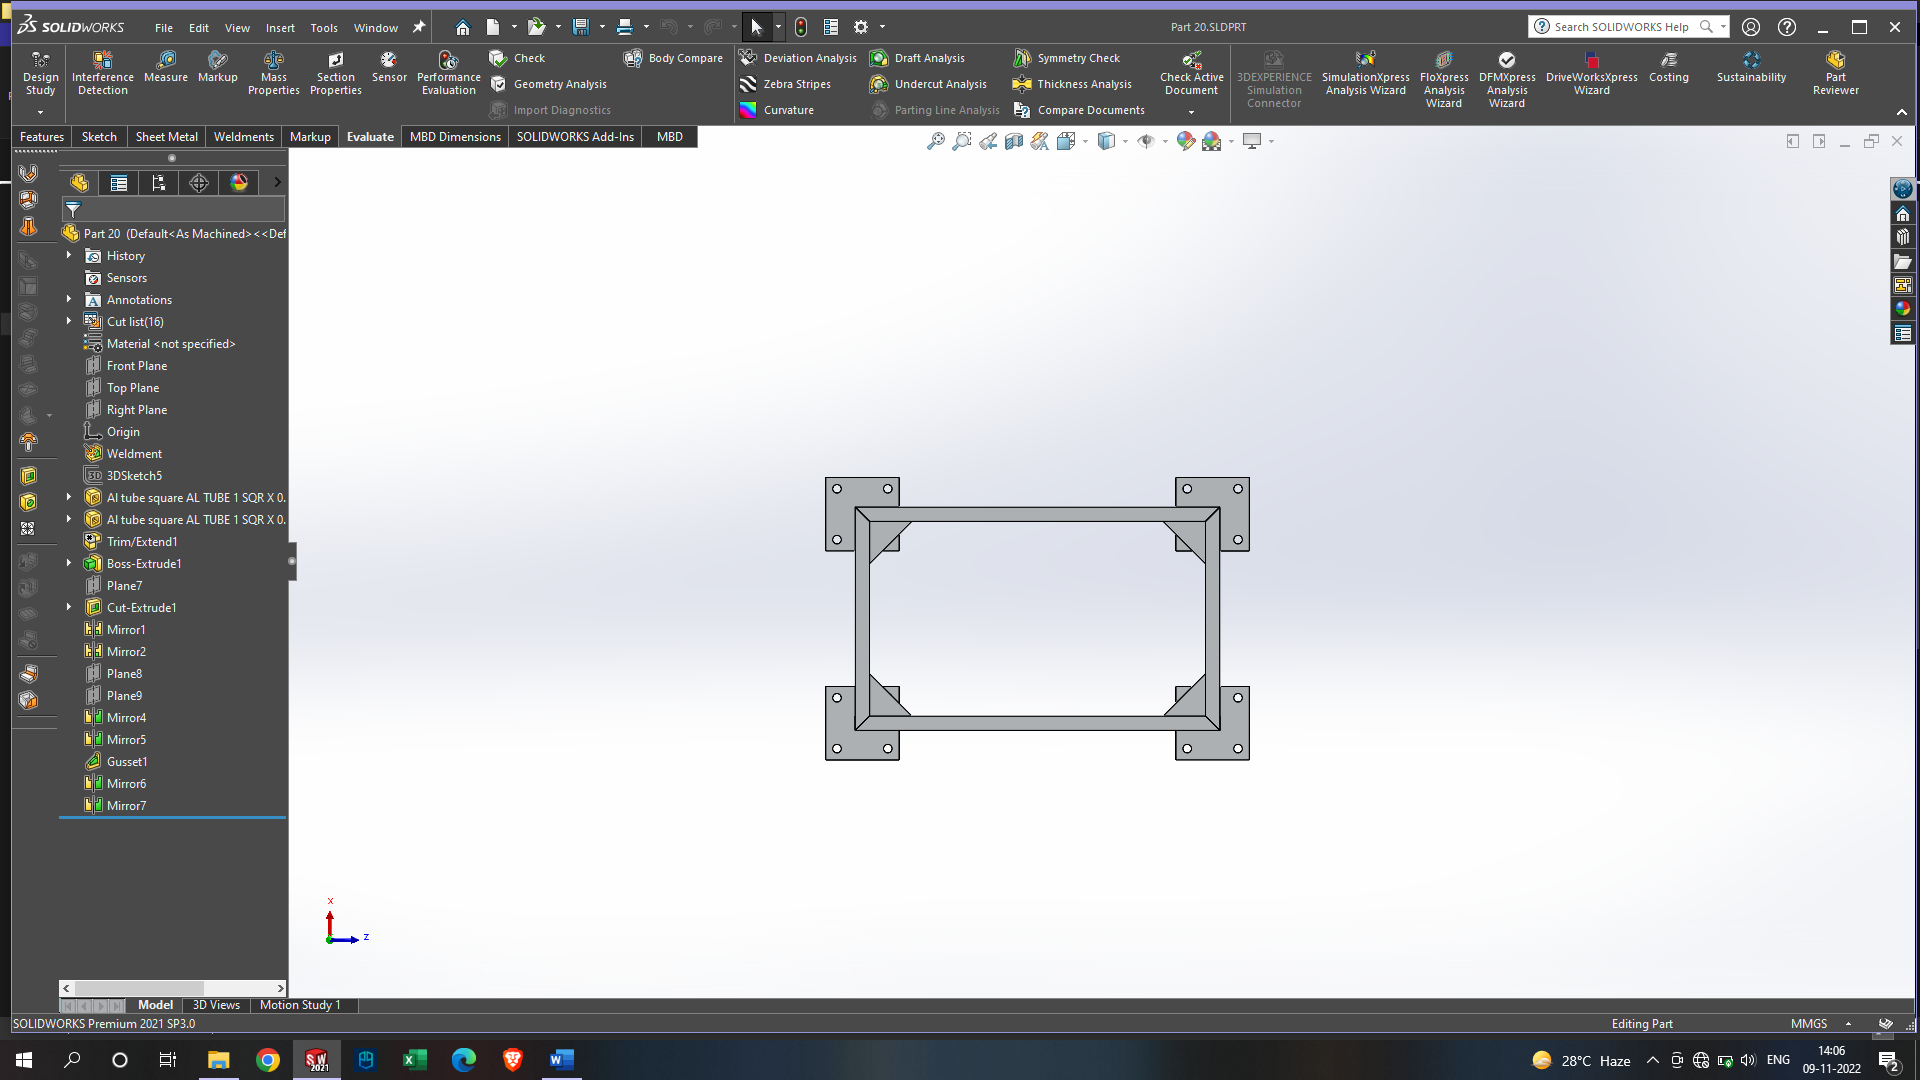 SOLIDWORKS File Edit View Insert Tools Window Part 20.SLDPRT Search SOLIDWORKS Help
Design Study
Interference Detection
Measure
Markup
Mass Properties
Section Properties
Sensor
Performance Evaluation
Check
Geometry Analysis
Import Diagnostics
Body Compare
Deviation Analysis
Zebra Stripes
Curvature
Draft Analysis
Undercut Analysis
Parting Line Analysis
Symmetry Check
Thickness Analysis
Compare Documents
Check Active Document
3DEXPERIENCE Simulation Connector
SimulationXpress Analysis Wizard
FloXpress Analysis Wizard
DFMXpress Analysis Wizard
DriveWorksXpress Wizard
Costing
Sustainability
Part Reviewer
Features Sketch Sheet Metal Weldments Markup Evaluate MBD Dimensions SOLIDWORKS Add-Ins MBD
Part 20 (Default<As Machined><<Def
History
Sensors
Annotations
Cut list(16)
Material <not specified>
Front Plane
Top Plane
Right Plane
Origin
Weldment
3DSketch5
Al tube square AL TUBE 1 SQR X 0.
Al tube square AL TUBE 1 SQR X 0.
Trim/Extend1
Boss-Extrude1
Plane7
Cut-Extrude1
Mirror1
Mirror2
Plane8
Plane9
Mirror4
Mirror5
Gusset1
Mirror6
Mirror7
x
z
Model 3D Views Motion Study 1
SOLIDWORKS Premium 2021 SP3.0 Editing Part MMGS
28°C Haze ENG 14:06
09-11-2022
2